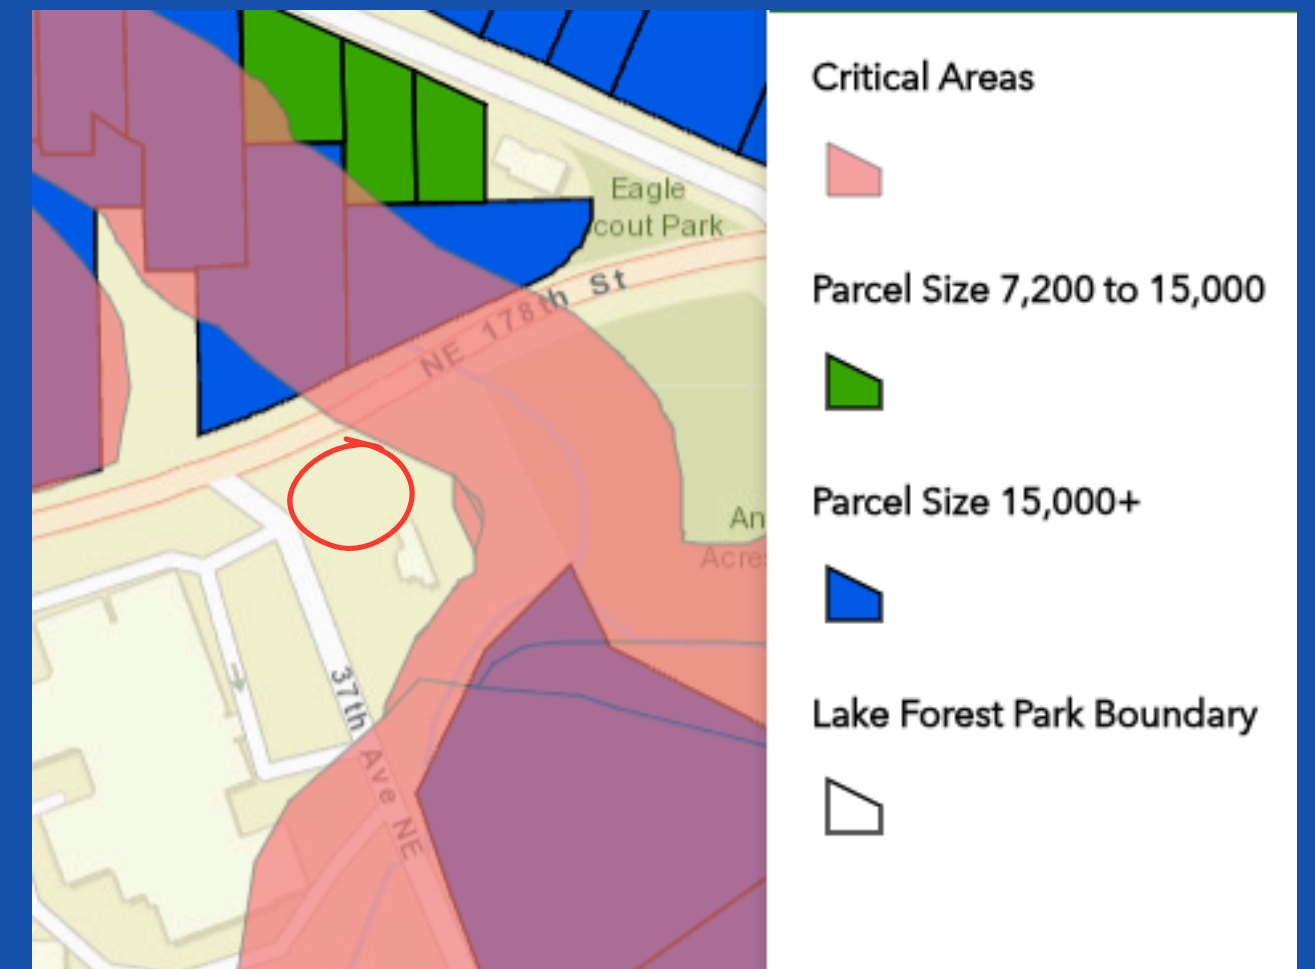 Eagle
cout Park
NE 178th St
An
Acre
37th Ave NE
Critical Areas
Parcel Size 7,200 to 15,000
Parcel Size 15,000+
Lake Forest Park Boundary